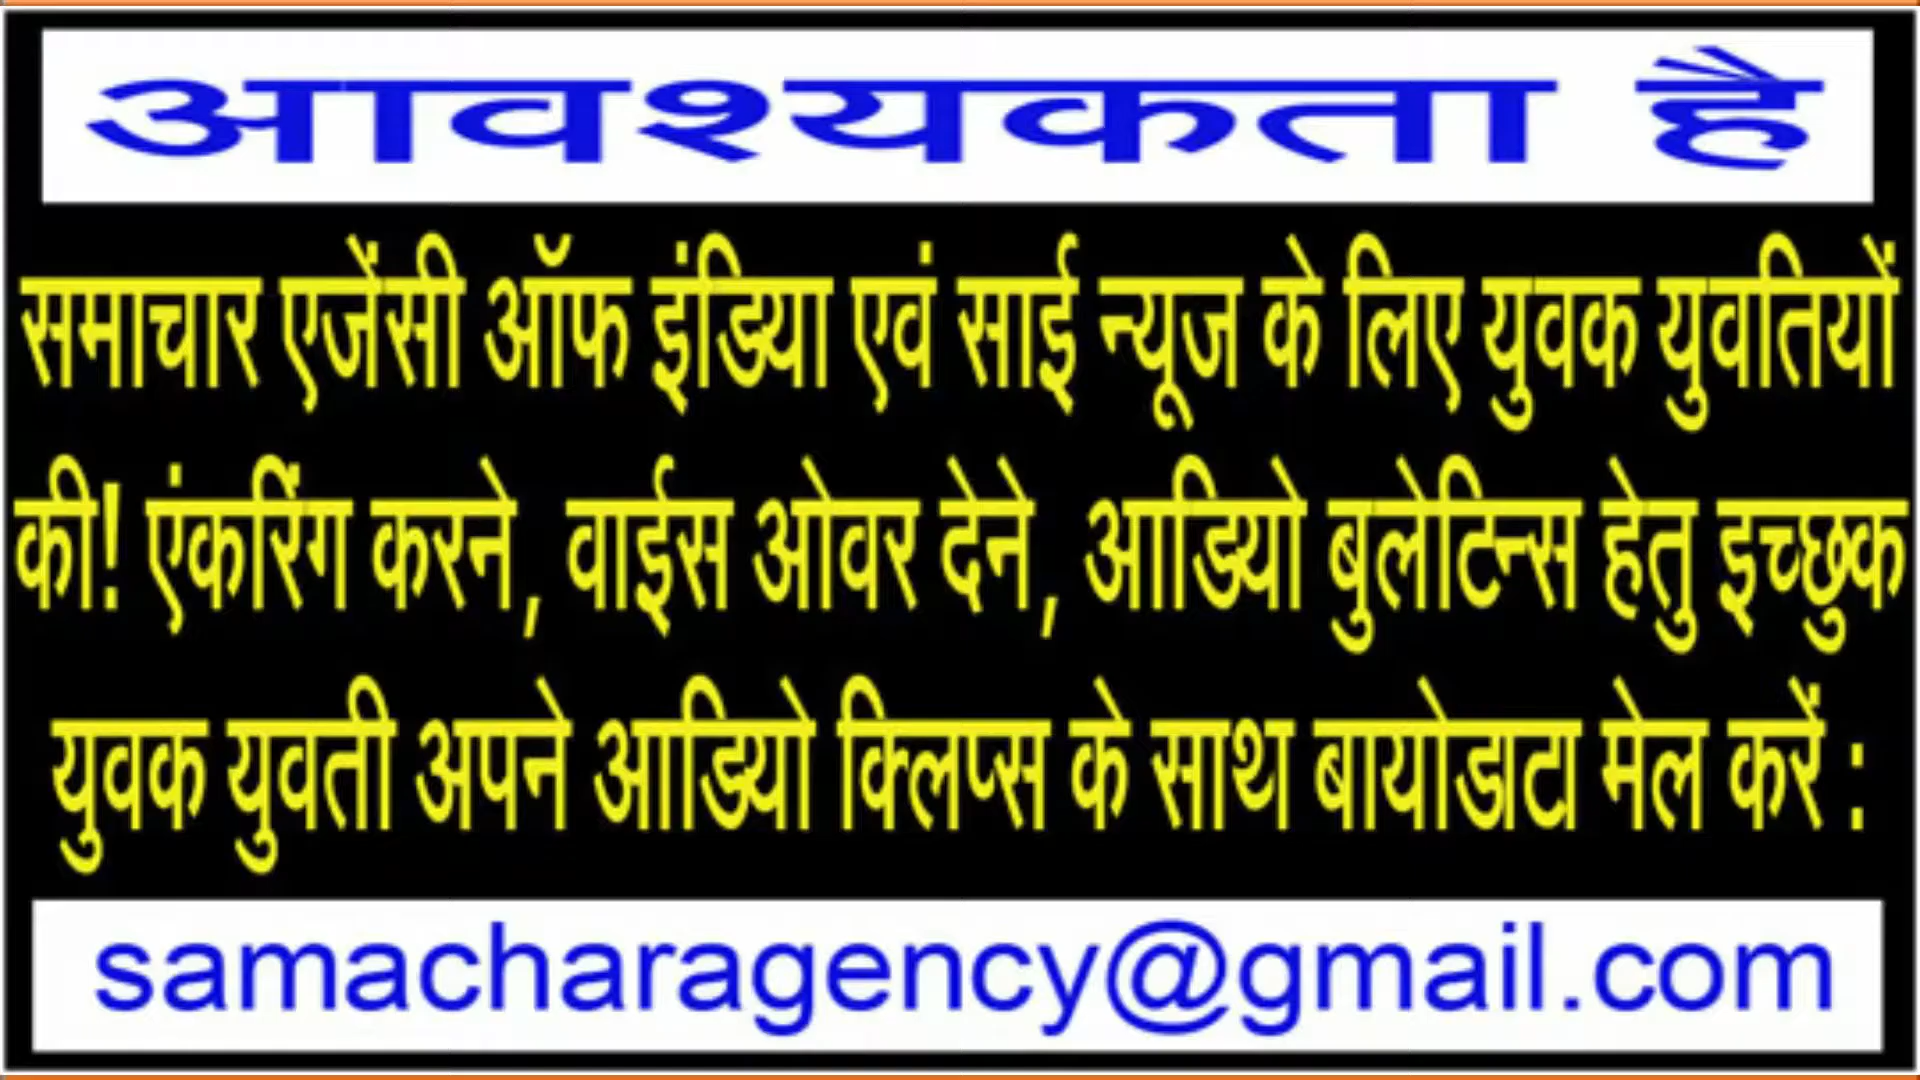 आवश्यकता है
समाचार एजेंसी ऑफ इंडिया एवं साई न्यूज के लिए युवक युवतियों
की! एंकरिंग करने, वाईस ओवर देने, आडियो बुलेटिन्स हेतु इच्छुक
युवक युवती अपने आडियो क्लिप्स के साथ बायोडाटा मेल करें :
samacharagency@gmail.com